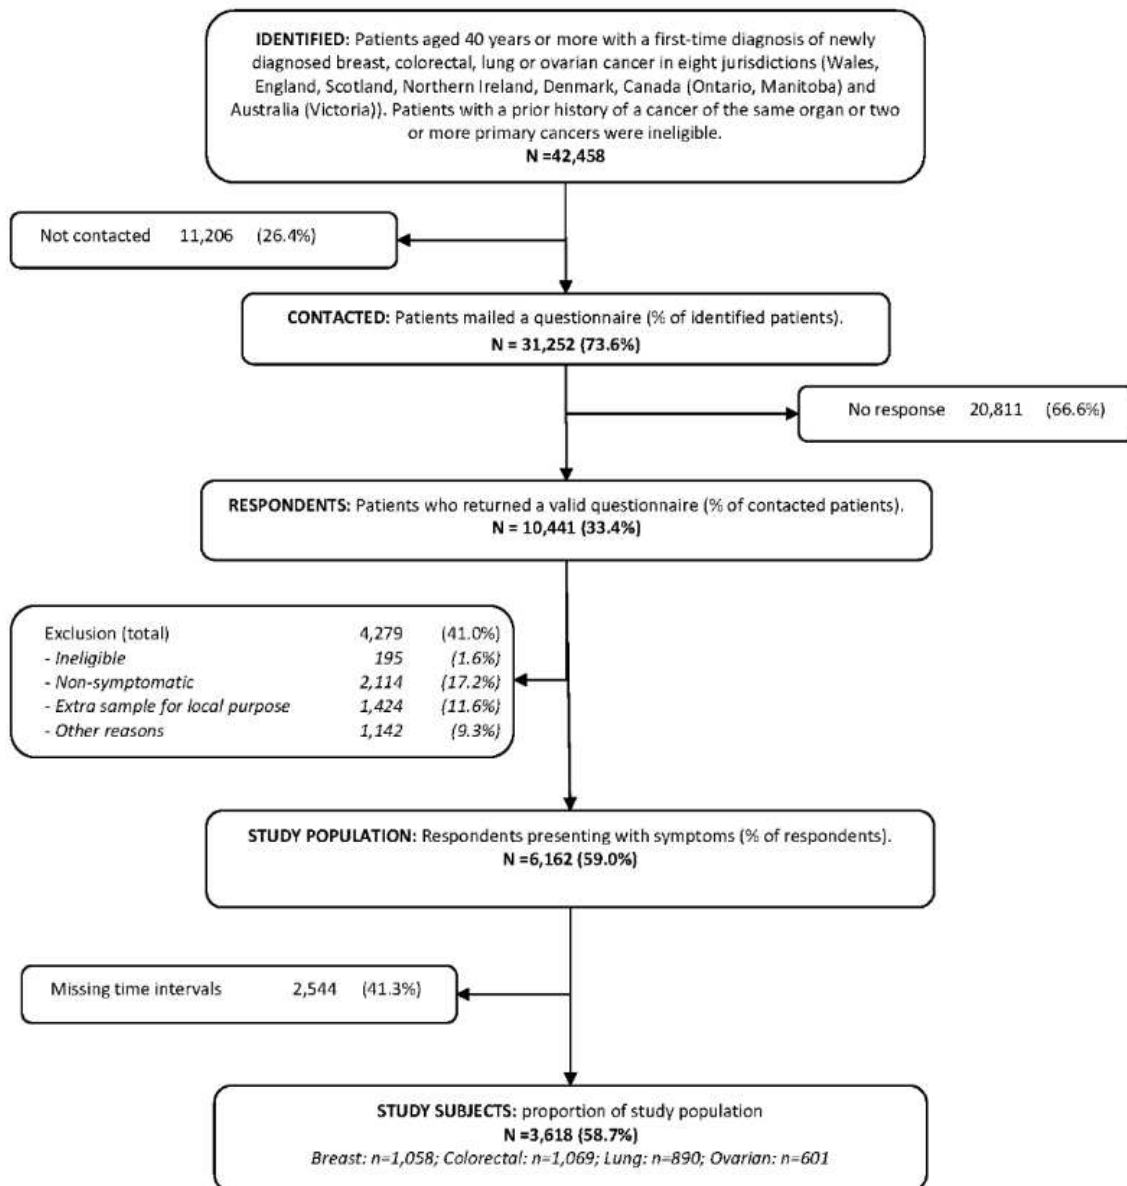 IDENTIFIED: Patients aged 40 years or more with a first-time diagnosis of newly
diagnosed breast, colorectal, lung or ovarian cancer in eight jurisdictions (Wales,
England, Scotland, Northern Ireland, Denmark, Canada (Ontario, Manitoba) and
Australia (Victoria)). Patients with a prior history of a cancer of the same organ or two
or more primary cancers were ineligible.
N =42,458
Not contacted 11,206 (26.4%)
CONTACTED: Patients mailed a questionnaire (% of identified patients).
N = 31,252 (73.6%)
No response 20,811 (66.6%)
RESPONDENTS: Patients who returned a valid questionnaire (% of contacted patients).
N = 10,441 (33.4%)
Exclusion (total) 4,279 (41.0%)
- Ineligible 195 (1.6%)
- Non-symptomatic 2,114 (17.2%)
- Extra sample for local purpose 1,424 (11.6%)
- Other reasons 1,142 (9.3%)
STUDY POPULATION: Respondents presenting with symptoms (% of respondents).
N =6,162 (59.0%)
Missing time intervals 2,544 (41.3%)
STUDY SUBJECTS: proportion of study population
N =3,618 (58.7%)
Breast: n=1,058; Colorectal: n=1,069; Lung: n=890; Ovarian: n=601